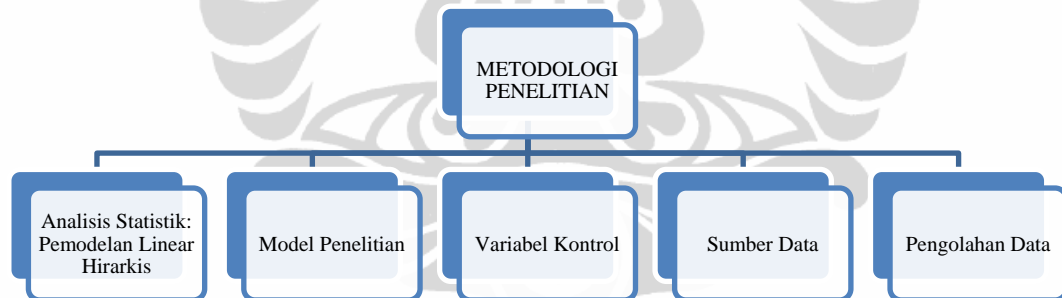 METODOLOGI
PENELITIAN
Analisis Statistik:
Pemodelan Linear
Hirarkis
Model Penelitian
Variabel Kontrol
Sumber Data
Pengolahan Data